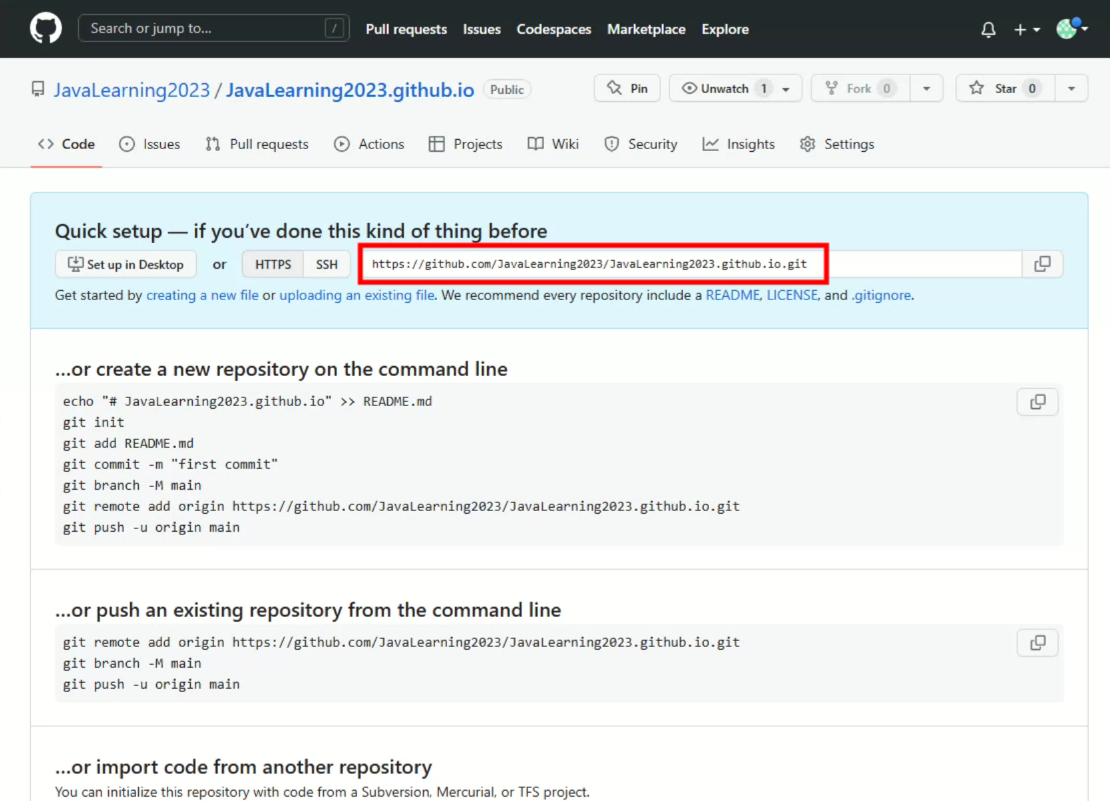 Search or jump to... /
Pull requests Issues Codespaces Marketplace Explore
JavaLearning2023 / JavaLearning2023.github.io Public
Pin Unwatch 1 Fork 0 Star 0
<> Code Issues Pull requests Actions Projects Wiki Security Insights Settings
Quick setup — if you’ve done this kind of thing before
Set up in Desktop or HTTPS SSH https://github.com/JavaLearning2023/JavaLearning2023.github.io.git
Get started by creating a new file or uploading an existing file. We recommend every repository include a README, LICENSE, and .gitignore.
...or create a new repository on the command line
echo "# JavaLearning2023.github.io" >> README.md
git init
git add README.md
git commit -m "first commit"
git branch -M main
git remote add origin https://github.com/JavaLearning2023/JavaLearning2023.github.io.git
git push -u origin main
...or push an existing repository from the command line
git remote add origin https://github.com/JavaLearning2023/JavaLearning2023.github.io.git
git branch -M main
git push -u origin main
...or import code from another repository
You can initialize this repository with code from a Subversion, Mercurial, or TFS project.